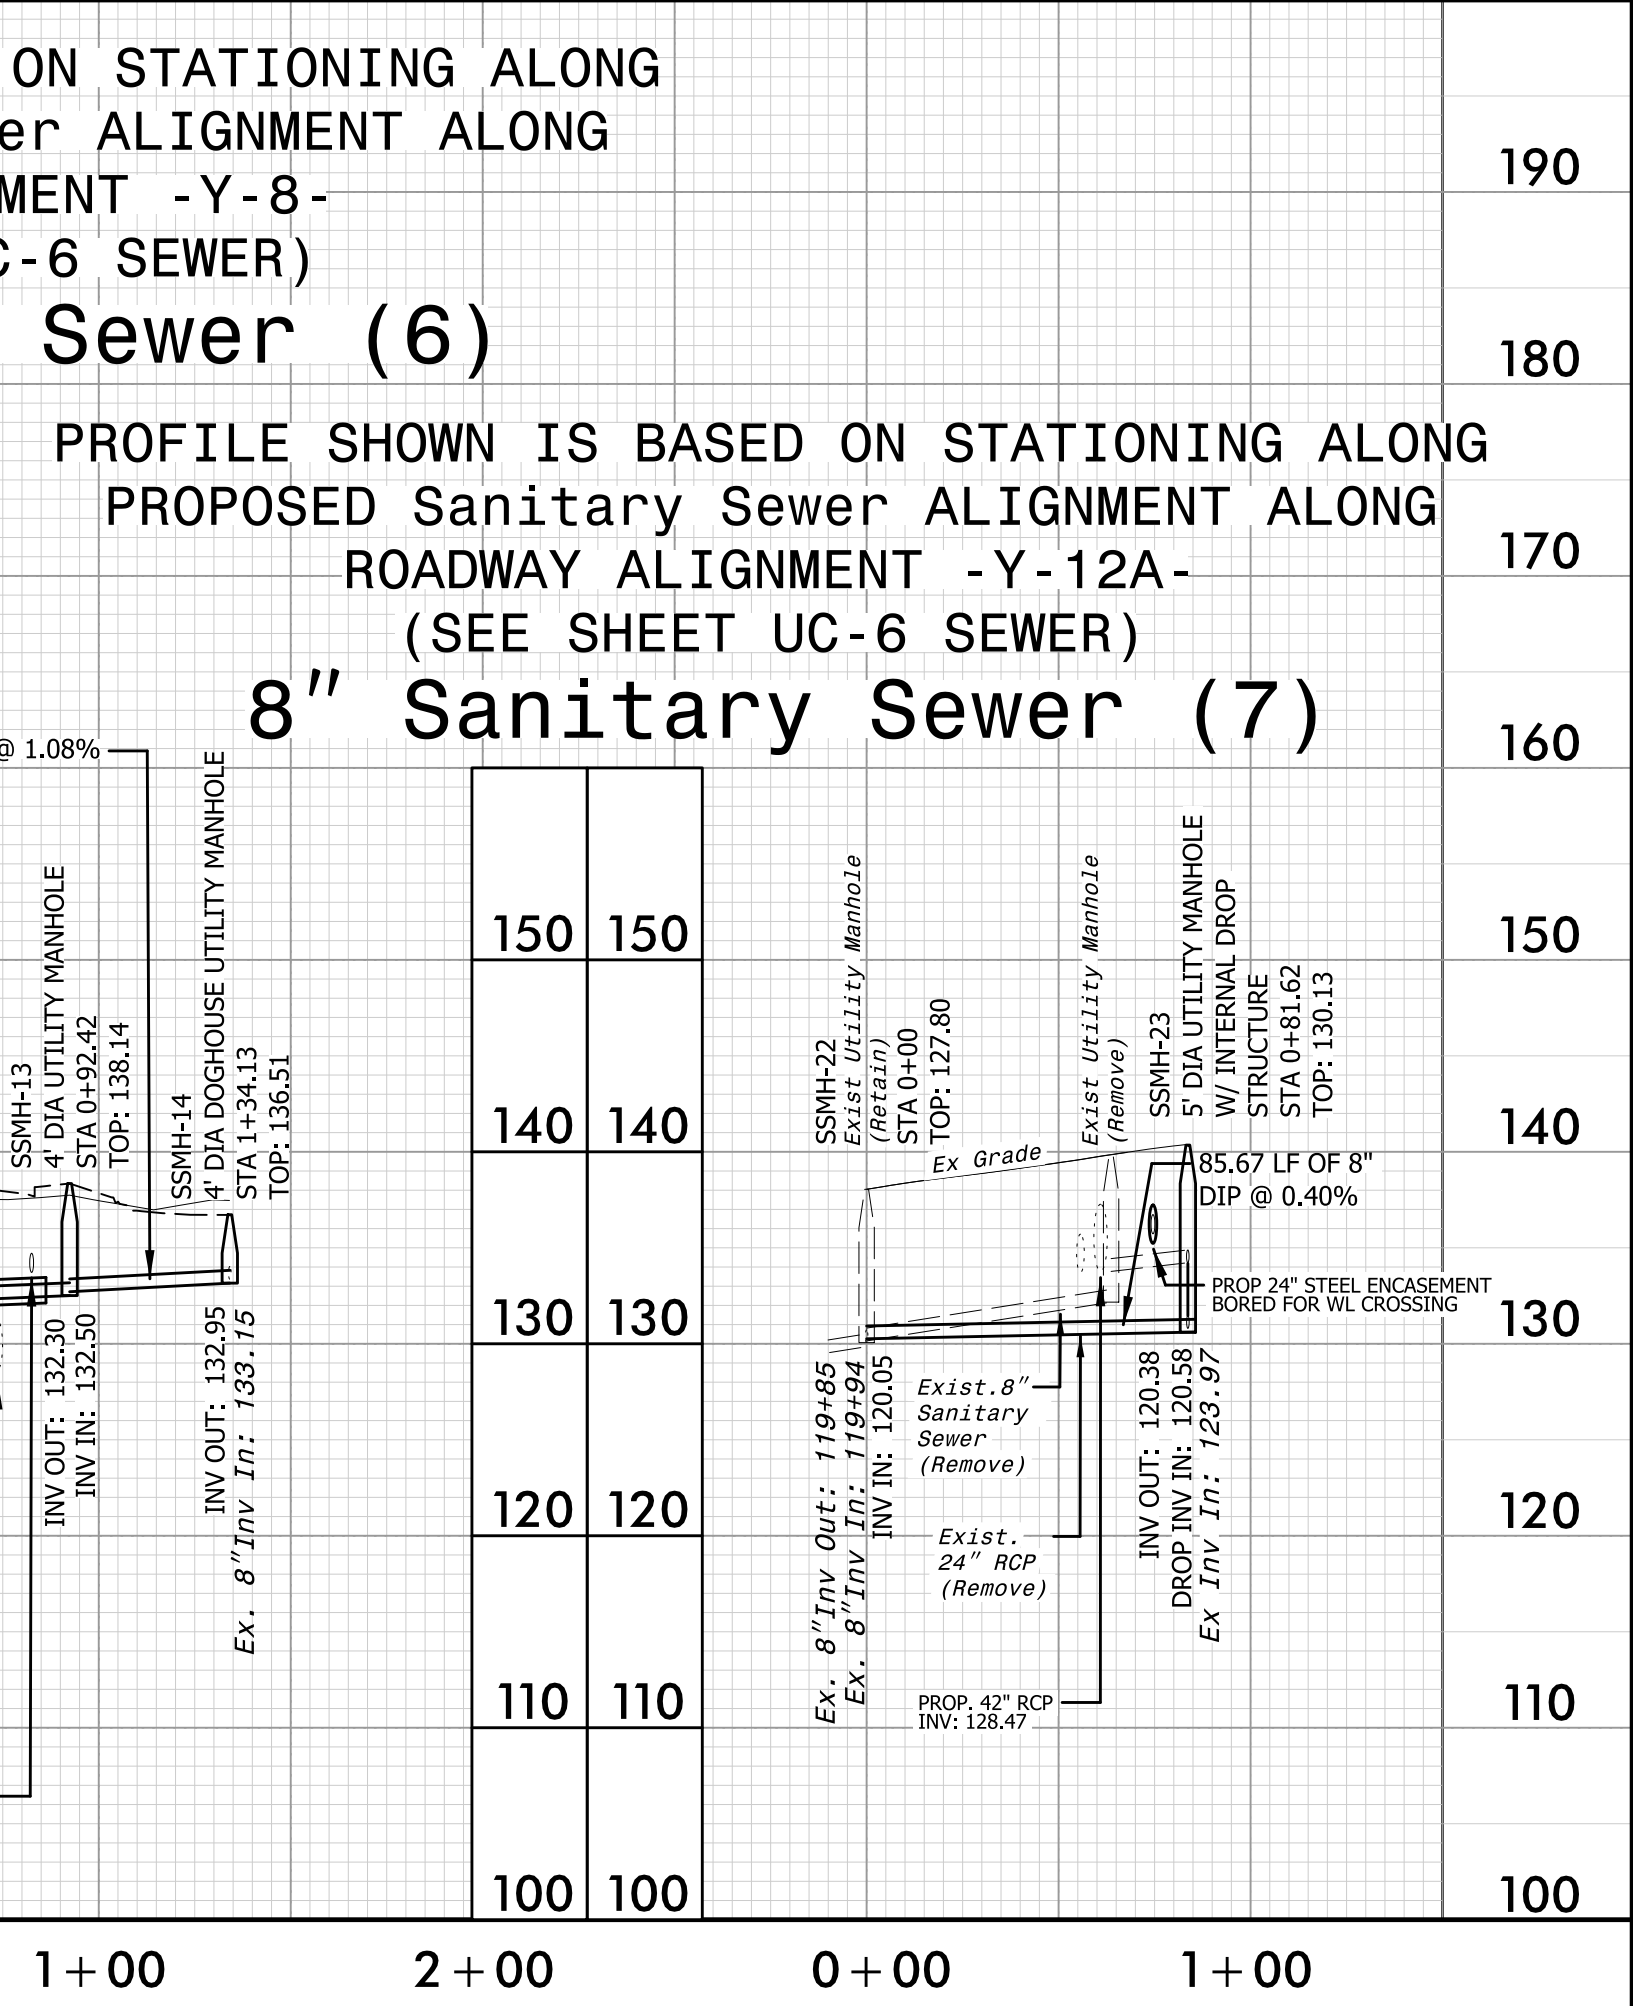 ON STATIONING ALONG
er ALIGNMENT ALONG
MENT -Y-8-
C-6 SEWER)
Sewer (6)
PROFILE SHOWN IS BASED ON STATIONING ALONG
PROPOSED Sanitary Sewer ALIGNMENT ALONG
ROADWAY ALIGNMENT -Y-12A-
(SEE SHEET UC-6 SEWER)
8" Sanitary Sewer (7)
@ 1.08%
SSMH-13
4' DIA UTILITY MANHOLE
STA 0+92.42
TOP: 138.14
SSMH-14
4' DIA DOGHOUSE UTILITY MANHOLE
STA 1+34.13
TOP: 136.51
INV OUT: 132.30
INV IN: 132.50
INV OUT: 132.95
Ex. 8"Inv In: 133.15
150 150
140 140
130 130
120 120
110 110
100 100
SSMH-22
Exist Utility Manhole
(Retain)
STA 0+00
TOP: 127.80
Exist Utility Manhole
(Remove)
SSMH-23
5' DIA UTILITY MANHOLE
W/ INTERNAL DROP
STRUCTURE
STA 0+81.62
TOP: 130.13
Ex Grade
85.67 LF OF 8"
DIP @ 0.40%
PROP 24" STEEL ENCASEMENT
BORED FOR WL CROSSING
Ex. 8"Inv Out: 119+85
Ex. 8"Inv In: 119+94
INV IN: 120.05
Exist.8"
Sanitary
Sewer
(Remove)
Exist.
24" RCP
(Remove)
PROP. 42" RCP
INV: 128.47
INV OUT: 120.38
DROP INV IN: 120.58
Ex Inv In: 123.97
190
180
170
160
150
140
130
120
110
100
1+00
2+00
0+00
1+00